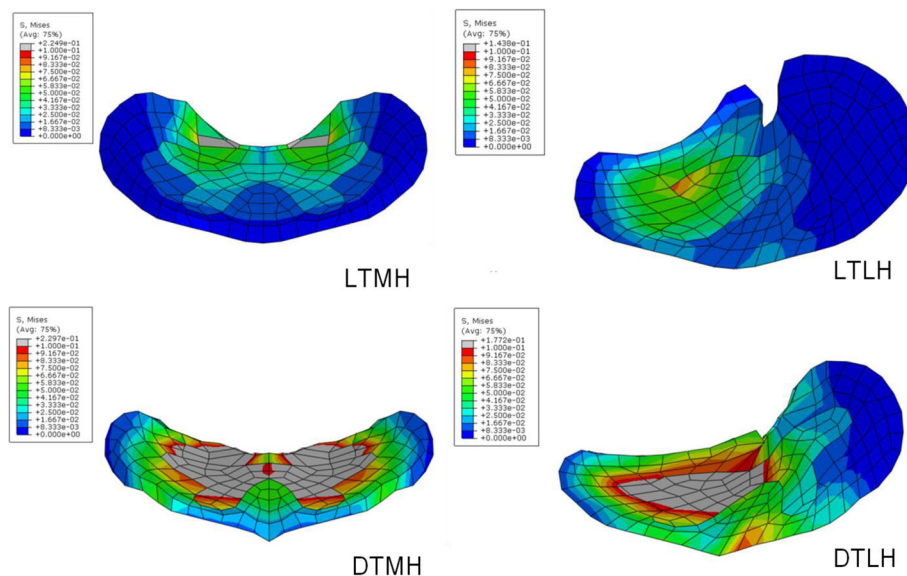 S, Mises
(Avg: 75%)
+2.249e-01
+1.000e-01
+9.167e-02
+8.333e-02
+7.500e-02
+6.667e-02
+5.833e-02
+5.000e-02
+4.167e-02
+3.333e-02
+2.500e-02
+1.667e-02
+8.333e-03
+0.000e+00
LTMH
S, Mises
(Avg: 75%)
+1.438e-01
+1.000e-01
+9.167e-02
+8.333e-02
+7.500e-02
+6.667e-02
+5.833e-02
+5.000e-02
+4.167e-02
+3.333e-02
+2.500e-02
+1.667e-02
+8.333e-03
+0.000e+00
LTLH
S, Mises
(Avg: 75%)
+2.297e-01
+1.000e-01
+9.167e-02
+8.333e-02
+7.500e-02
+6.667e-02
+5.833e-02
+5.000e-02
+4.167e-02
+3.333e-02
+2.500e-02
+1.667e-02
+8.333e-03
+0.000e+00
DTMH
S, Mises
(Avg: 75%)
+1.772e-01
+1.000e-01
+9.167e-02
+8.333e-02
+7.500e-02
+6.667e-02
+5.833e-02
+5.000e-02
+4.167e-02
+3.333e-02
+2.500e-02
+1.667e-02
+8.333e-03
+0.000e+00
DTLH